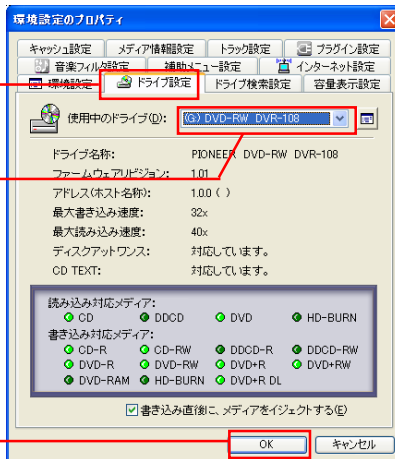 環境設定のプロパティ
キャッシュ設定 メディア情報設定 トラック設定 プラグイン設定
音楽フィルタ設定 補助メニュー設定 インターネット設定
環境設定 ドライブ設定 ドライブ検索設定 容量表示設定
使用中のドライブ(D): (G:) DVD-RW DVR-108
ドライブ名称: PIONEER DVD-RW DVR-108
ファームウェアリビジョン: 1.01
アドレス(ホスト名称): 1.0.0 ( )
最大書き込み速度: 32x
最大読み込み速度: 40x
ディスクアットワンス: 対応しています。
CD TEXT: 対応しています。
読み込み対応メディア:
CD DDCD DVD HD-BURN
書き込み対応メディア:
CD-R CD-RW DDCD-R DDCD-RW
DVD-R DVD-RW DVD+R DVD+RW
DVD-RAM HD-BURN DVD+R DL
書き込み直後に、メディアをイジェクトする(E)
OK キャンセル